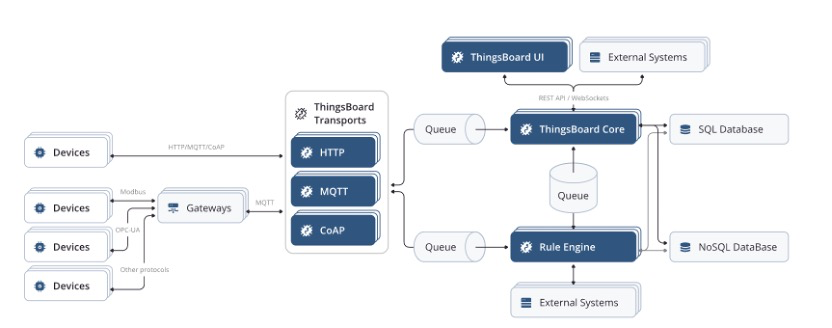 ThingsBoard UI
External Systems
REST API / WebSockets
ThingsBoard
Transports
HTTP
MQTT
CoAP
Queue
ThingsBoard Core
SQL Database
Devices
HTTP/MQTT/CoAP
Queue
Devices
Modbus
Gateways
MQTT
OPC-UA
Devices
Queue
Rule Engine
NoSQL DataBase
Other protocols
Devices
External Systems